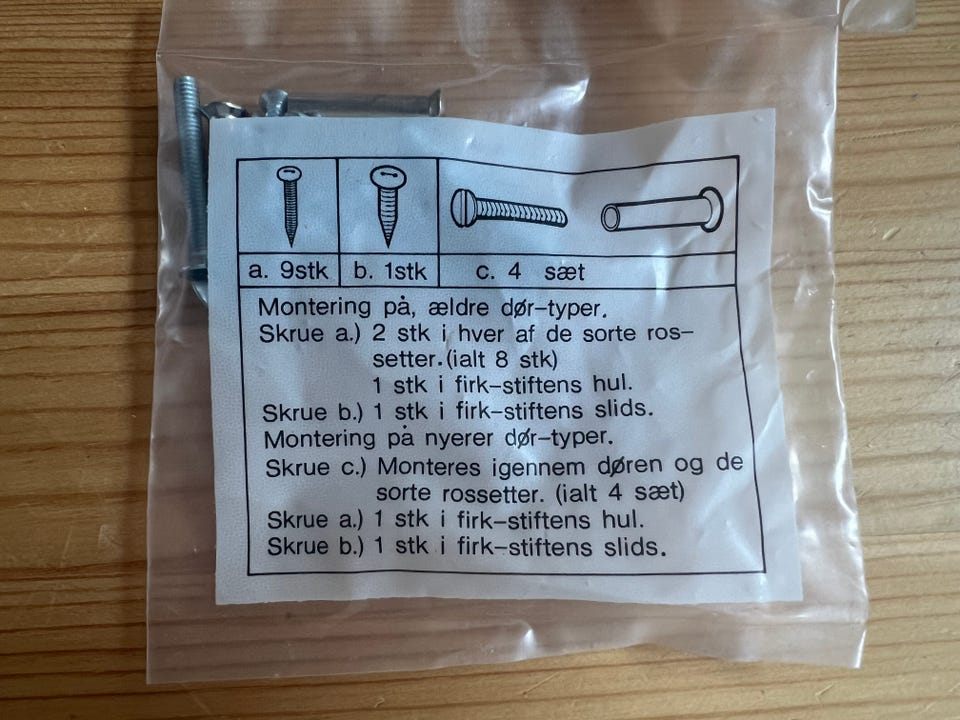 a. 9stk b. 1stk c. 4 sæt
Montering på, ældre dør-typer.
Skrue a.) 2 stk i hver af de sorte ros-
setter.(ialt 8 stk)
1 stk i firk-stiftens hul.
Skrue b.) 1 stk i firk-stiftens slids.
Montering på nyerer dør-typer.
Skrue c.) Monteres igennem døren og de
sorte rossetter. (ialt 4 sæt)
Skrue a.) 1 stk i firk-stiftens hul.
Skrue b.) 1 stk i firk-stiftens slids.